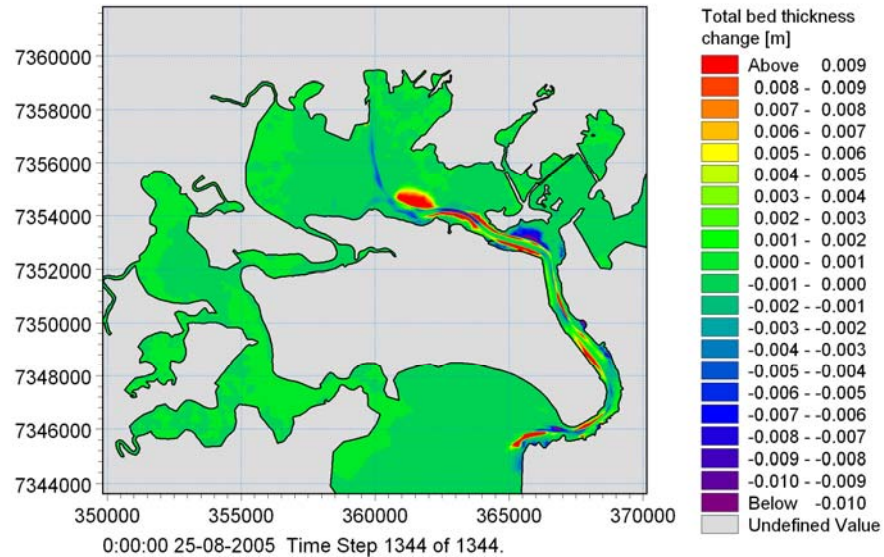 7360000
7358000
7356000
7354000
7352000
7350000
7348000
7346000
7344000
350000 355000 360000 365000 370000
0:00:00 25-08-2005 Time Step 1344 of 1344.
Total bed thickness
change [m]
Above 0.009
0.008 - 0.009
0.007 - 0.008
0.006 - 0.007
0.005 - 0.006
0.004 - 0.005
0.003 - 0.004
0.002 - 0.003
0.001 - 0.002
0.000 - 0.001
-0.001 - 0.000
-0.002 - -0.001
-0.003 - -0.002
-0.004 - -0.003
-0.005 - -0.004
-0.006 - -0.005
-0.007 - -0.006
-0.008 - -0.007
-0.009 - -0.008
-0.010 - -0.009
Below -0.010
Undefined Value